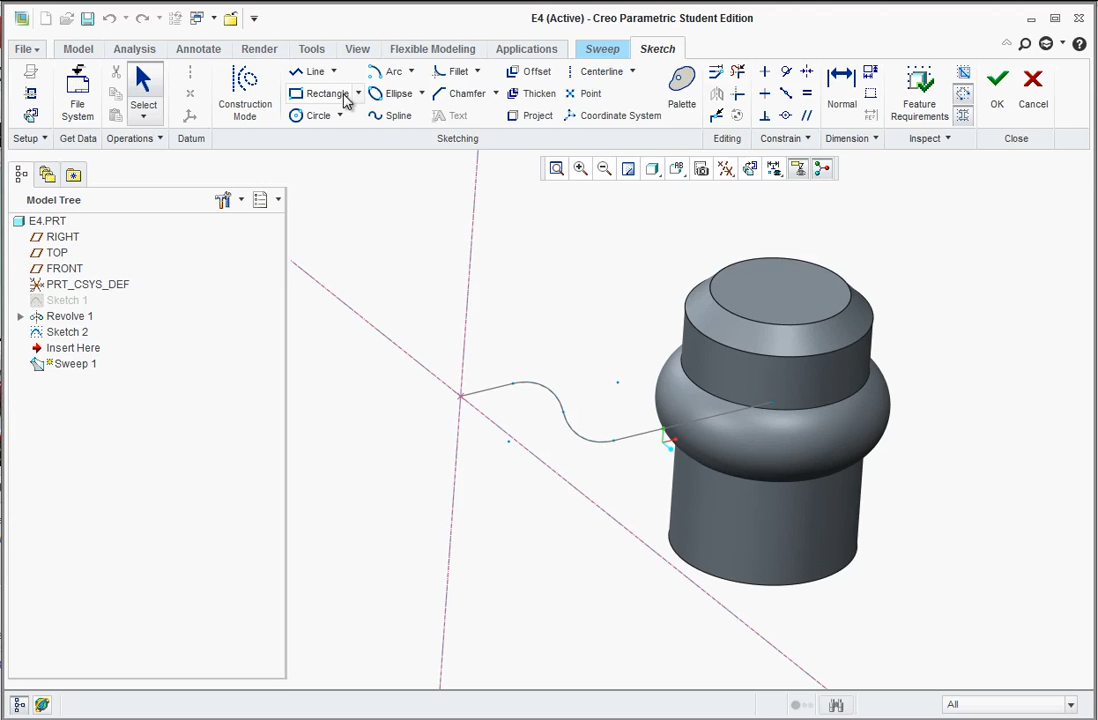 E4 (Active) - Creo Parametric Student Edition
File Model Analysis Annotate Render Tools View Flexible Modeling Applications Sweep Sketch
Line Arc Fillet Offset Centerline
Rectangle Ellipse Chamfer Thicken Point
Circle Spline Text Project Coordinate System
File System
Select
Construction Mode
Palette
Normal
Feature Requirements
OK
Cancel
Setup Get Data Operations Datum Sketching Editing Constrain Dimension Inspect Close
Model Tree
E4.PRT
RIGHT
TOP
FRONT
PRT_CSYS_DEF
Sketch 1
Revolve 1
Sketch 2
Insert Here
Sweep 1
All